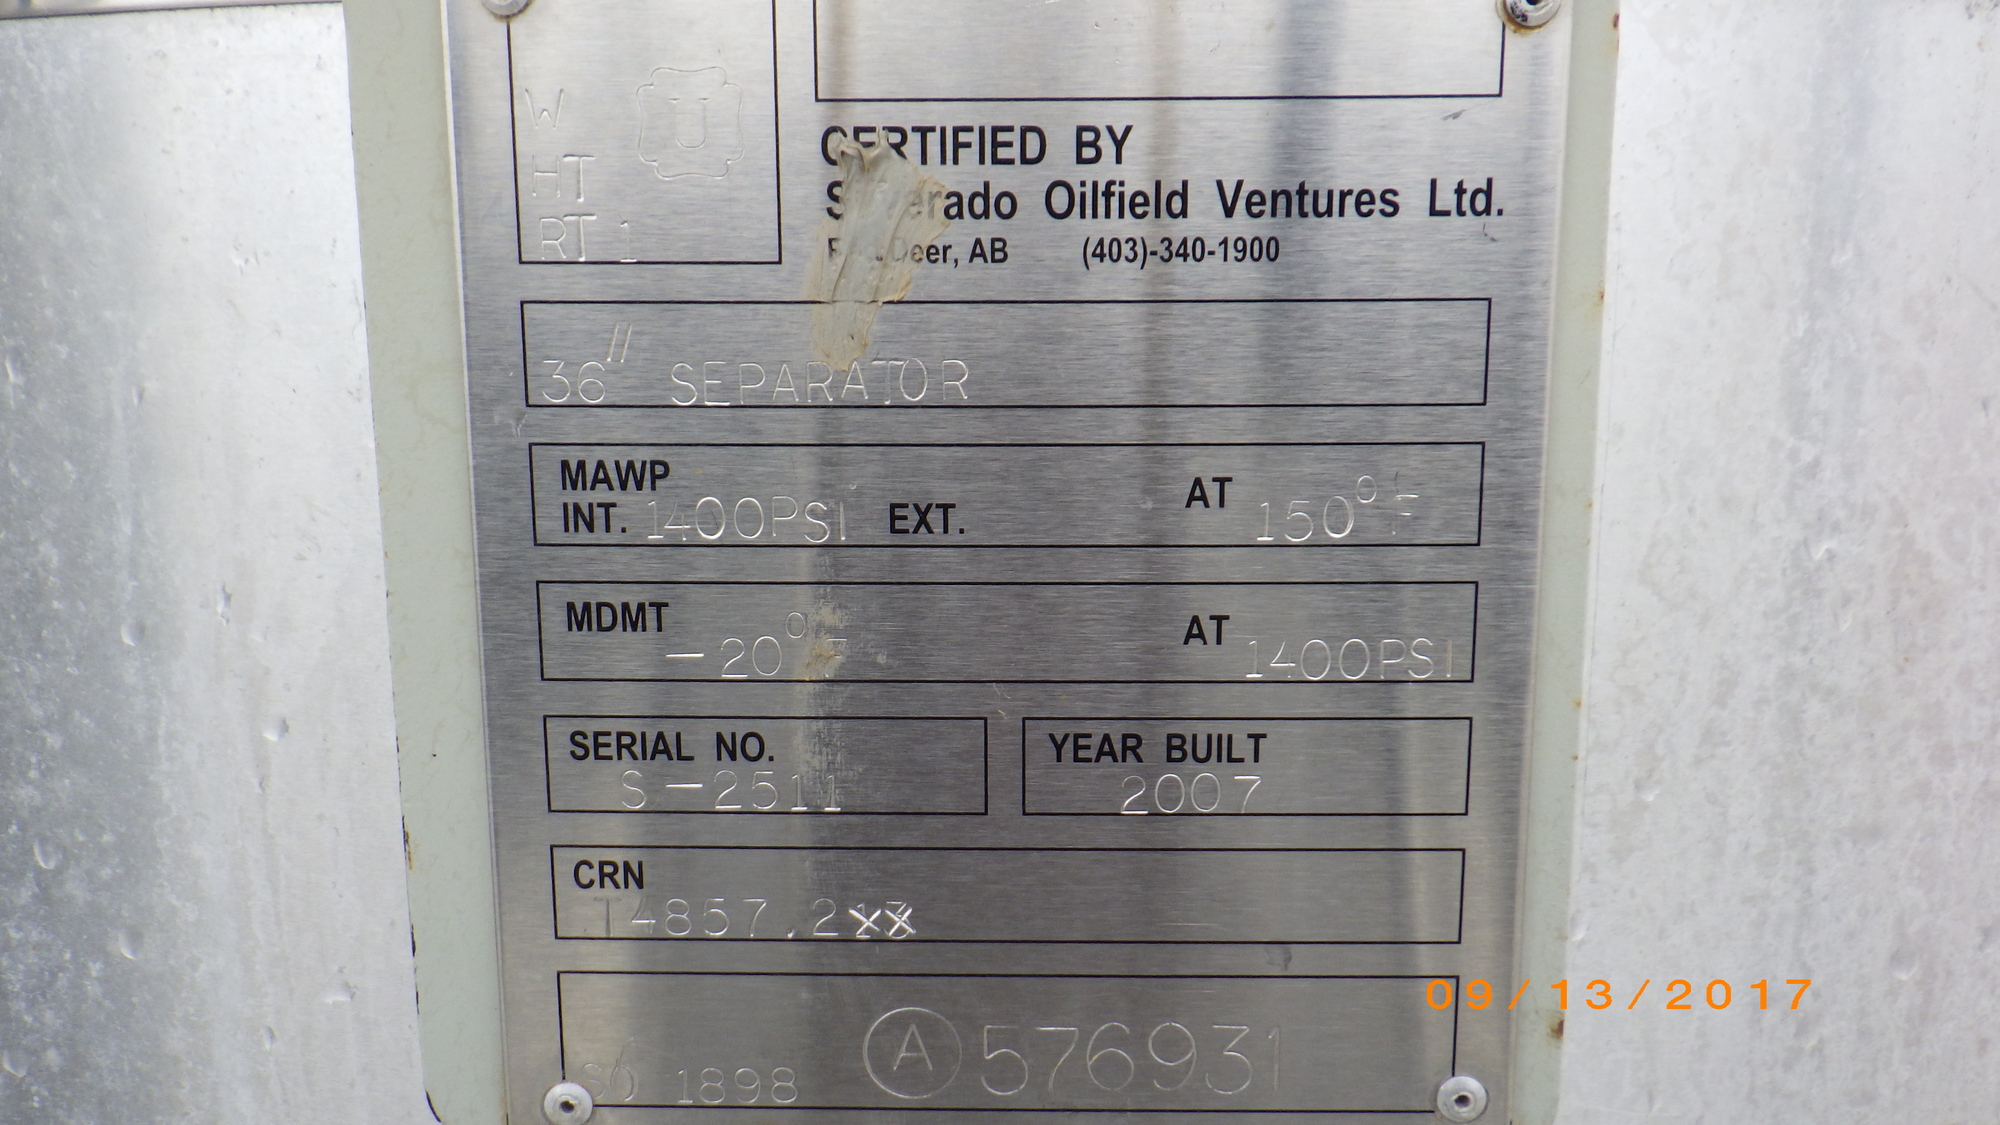 W U
HT
RT 1
CERTIFIED BY
Silverado Oilfield Ventures Ltd.
Red Deer, AB (403)-340-1900
36" SEPARATOR
MAWP
INT. 1400PSI EXT. AT 150°F
MDMT -20°F AT 1400PSI
SERIAL NO. YEAR BUILT
S-2511 2007
CRN
T4857.2
A 576931
1898
09/13/2017